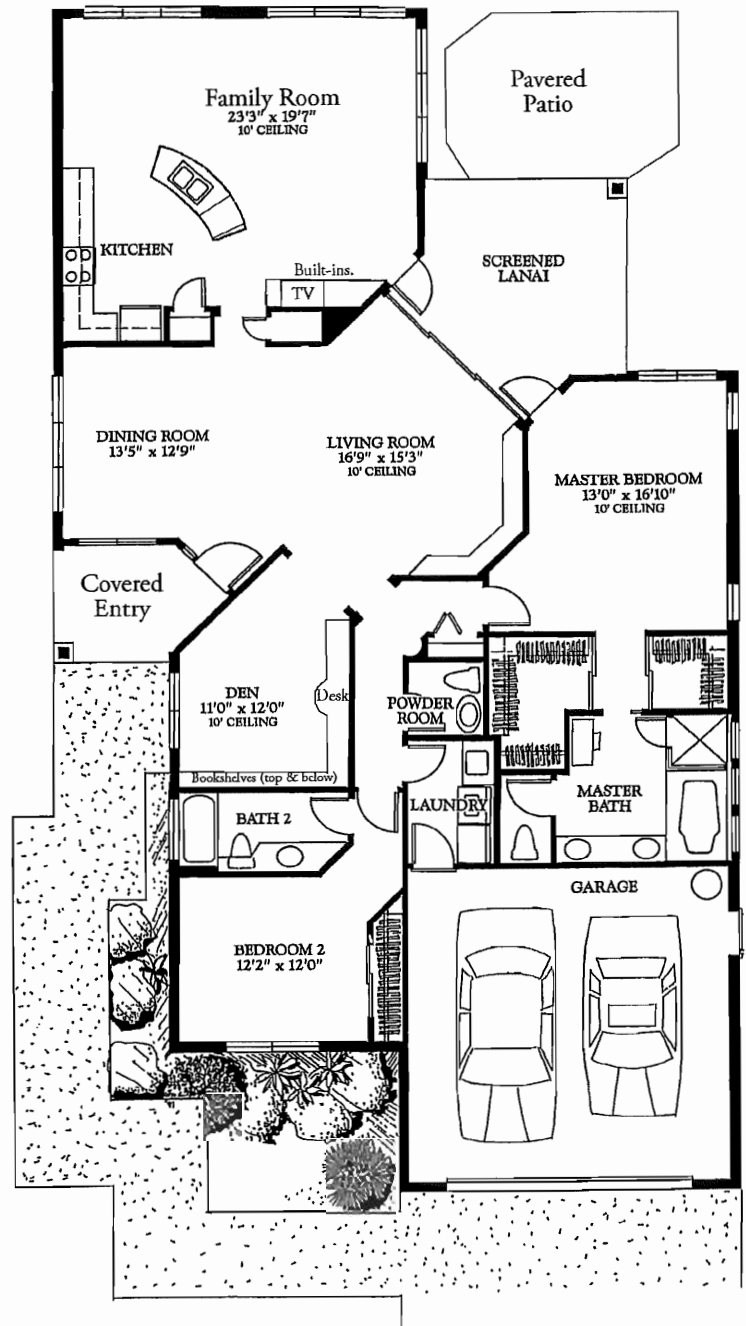 Pavered
Patio
Family Room
23'3" x 19'7"
10' CEILING
KITCHEN
Built-ins.
TV
SCREENED
LANAI
DINING ROOM
13'5" x 12'9"
LIVING ROOM
16'9" x 15'3"
10' CEILING
MASTER BEDROOM
13'0" x 16'10"
10' CEILING
Covered
Entry
DEN
11'0" x 12'0"
10' CEILING
Desk
POWDER
ROOM
Bookshelves (top & below)
BATH 2
LAUNDRY
MASTER
BATH
GARAGE
BEDROOM 2
12'2" x 12'0"